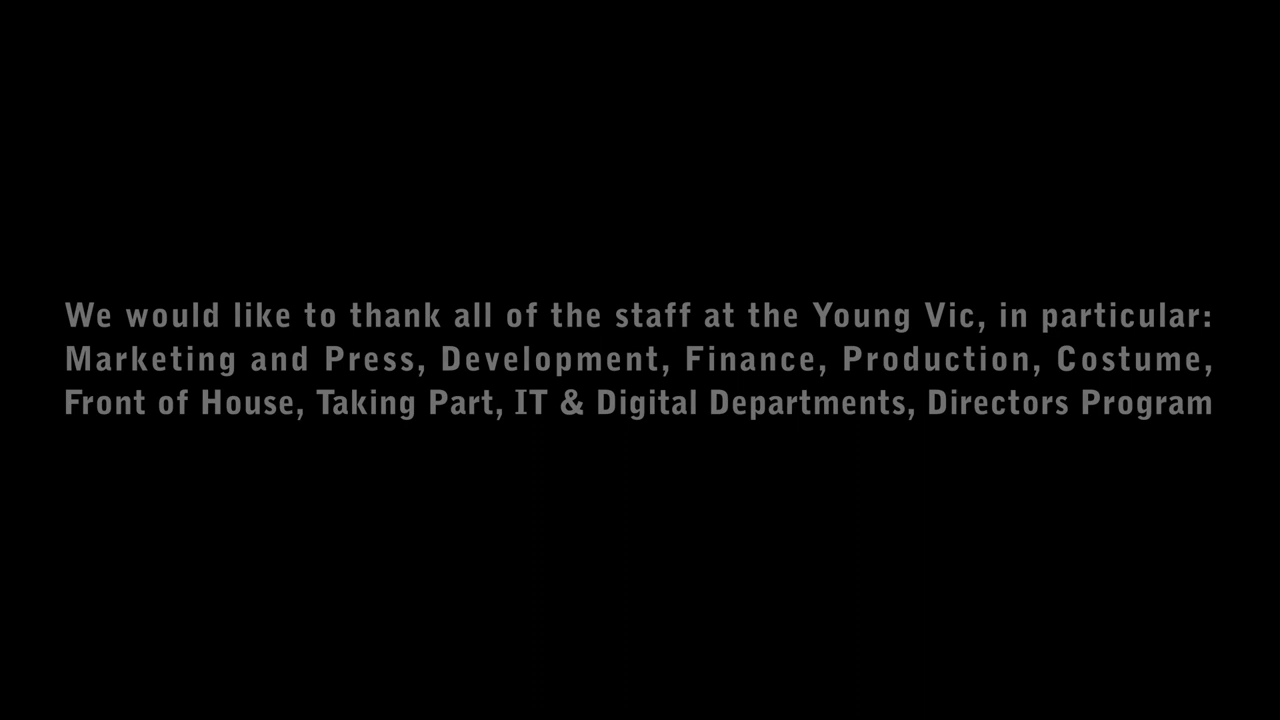 We would like to thank all of the staff at the Young Vic, in particular:
Marketing and Press, Development, Finance, Production, Costume,
Front of House, Taking Part, IT & Digital Departments, Directors Program